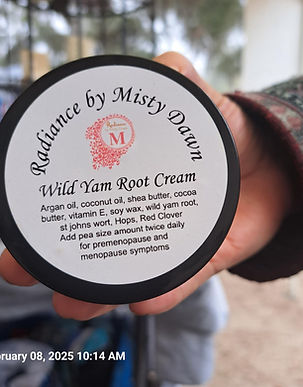 Radiance by Misty Dawn
Radiance
M
Wild Yam Root Cream
Argan oil, coconut oil, shea butter, cocoa
butter, vitamin E, soy wax, wild yam root,
st johns wort, Hops, Red Clover
Add pea size amount twice daily
for premenopause and
menopause symptoms
bruary 08, 2025 10:14 AM